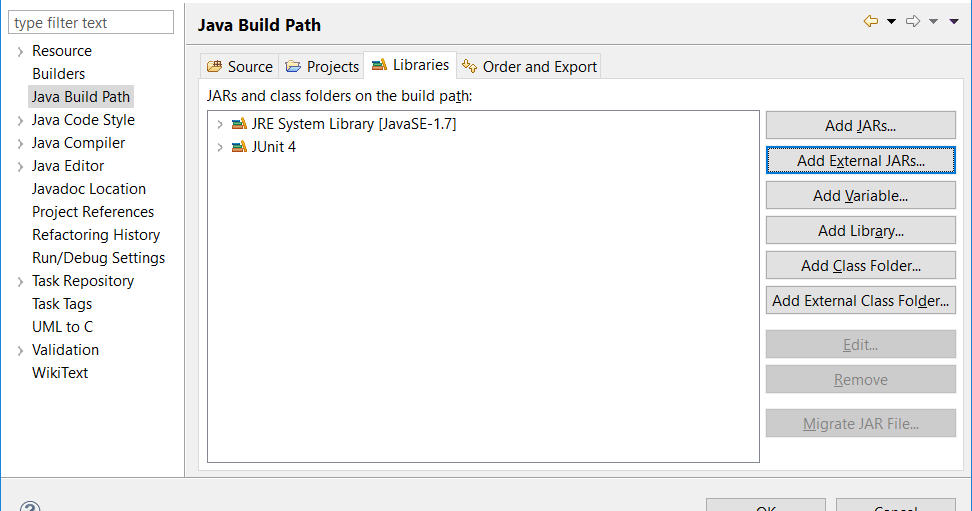 type filter text
Resource
Builders
Java Build Path
Java Code Style
Java Compiler
Java Editor
Javadoc Location
Project References
Refactoring History
Run/Debug Settings
Task Repository
Task Tags
UML to C
Validation
WikiText
Java Build Path
Source Projects Libraries Order and Export
JARs and class folders on the build path:
JRE System Library [JavaSE-1.7]
JUnit 4
Add JARs...
Add External JARs...
Add Variable...
Add Library...
Add Class Folder...
Add External Class Folder...
Edit...
Remove
Migrate JAR File...
?
OK Cancel